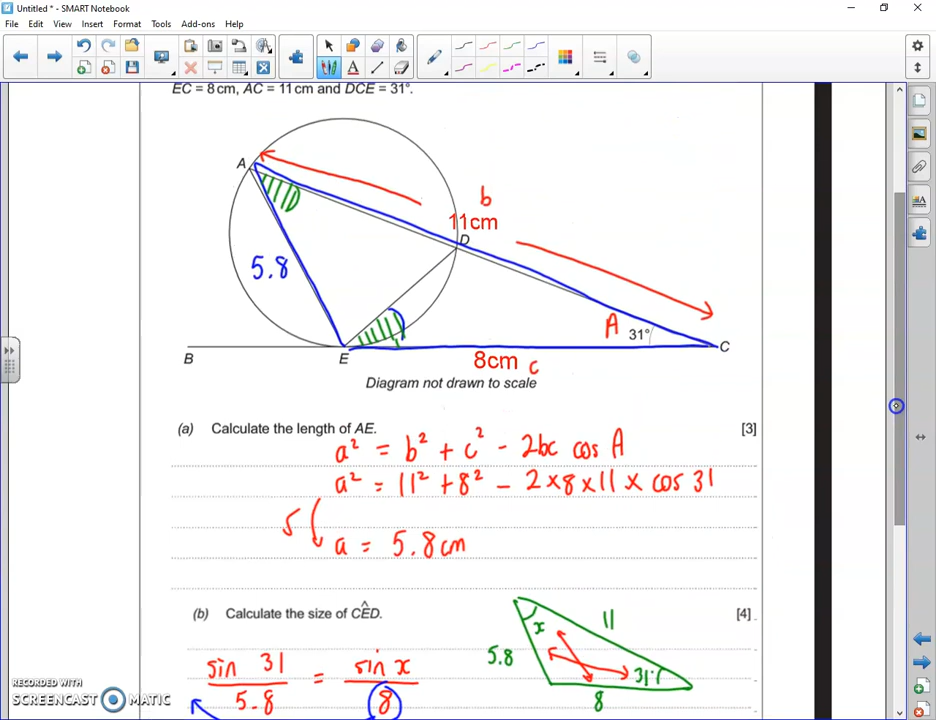 Untitled * - SMART Notebook
File Edit View Insert Format Tools Add-ons Help
EC = 8 cm, AC = 11 cm and DCE = 31°.
A
b
11cm
D
5.8
A
31°
C
B
E
8cm c
Diagram not drawn to scale
(a) Calculate the length of AE. [3]
a² = b² + c² - 2bc cos A
a² = 11² + 8² - 2×8×11 × cos 31
√ a = 5.8cm
(b) Calculate the size of CÊD. [4]
x
11
5.8
31°
8
sin 31 = sin x
5.8 8
RECORDED WITH
SCREENCAST MATIC